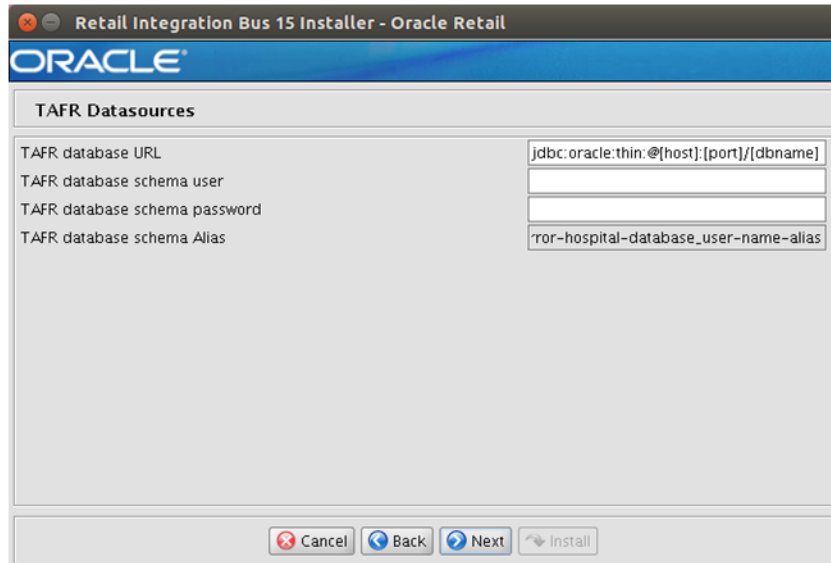 Retail Integration Bus 15 Installer - Oracle Retail
ORACLE®
TAFR Datasources
TAFR database URL jdbc:oracle:thin:@[host]:[port]/[dbname]
TAFR database schema user
TAFR database schema password
TAFR database schema Alias ror-hospital-database_user-name-alias
Cancel Back Next Install